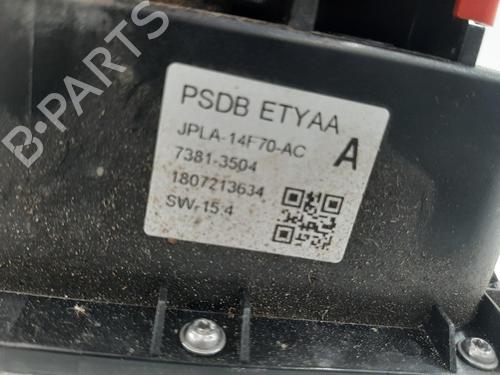 B-PARTS
PSDB ETYAA
JPLA-14F70-AC
A
7381-3504
1807213634
SW-15.4